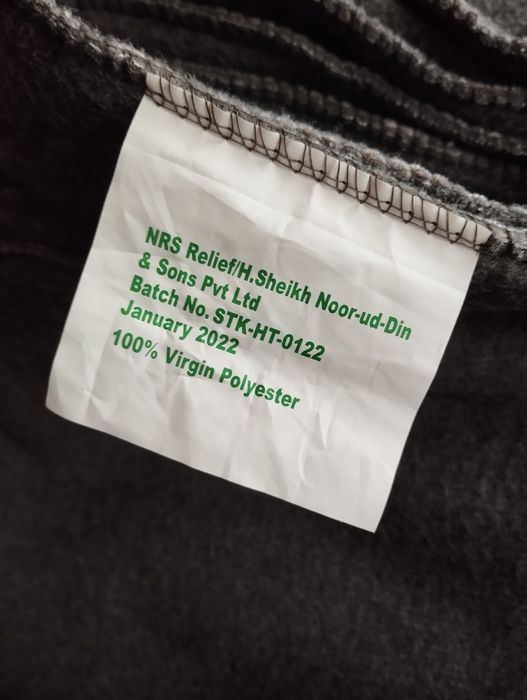 NRS Relief/H.Sheikh Noor-ud-Din
& Sons Pvt Ltd
Batch No. STK-HT-0122
January 2022
100% Virgin Polyester